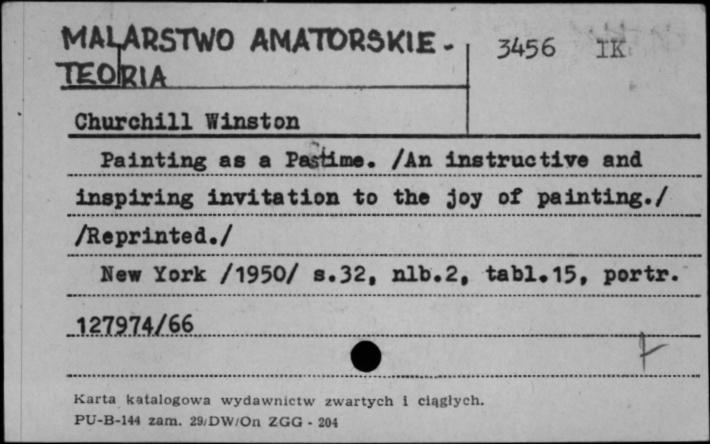 MALARSTWO AMATORSKIE - 3456 IK
TEORIA
Churchill Winston
Painting as a Pastime. /An instructive and
inspiring invitation to the joy of painting./
/Reprinted./
New York /1950/ s.32, nlb.2, tabl.15, portr.
127974/66
Karta katalogowa wydawnictw zwartych i ciągłych.
PU-B-144 zam. 29/DW/On ZGG - 204